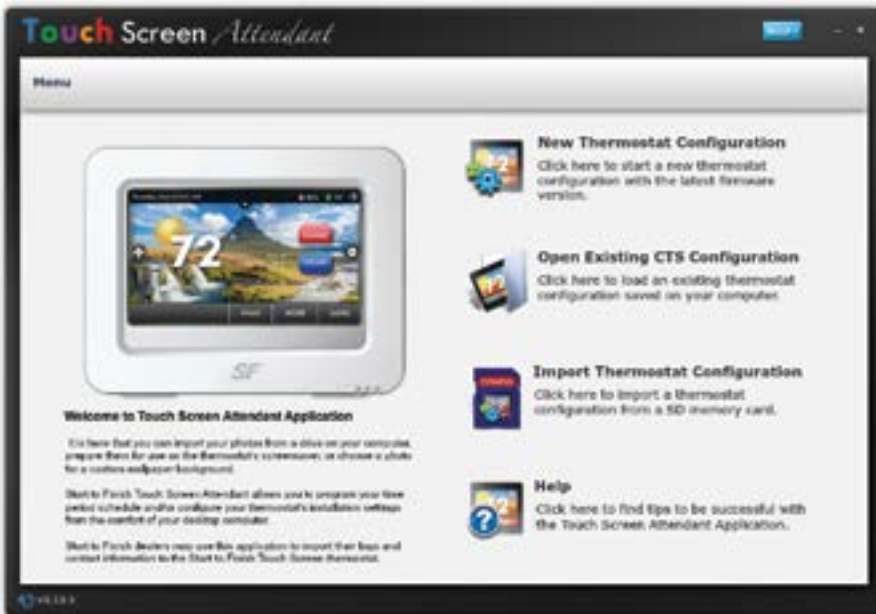 Touch Screen Attendant
Menu
72
SF
Welcome to Touch Screen Attendant Application
It is here that you can import your photos from a drive on your computer,
prepare them for use as the thermostat's screensaver, or choose a photo
for a custom wallpaper background.
Start to Finish Touch Screen Attendant allows you to program your time
period schedule and/or configure your thermostat's installation settings
from the comfort of your desktop computer.
Start to Finish dealers may use this application to import their logo and
contact information to the Start to Finish Touch Screen thermostat.
New Thermostat Configuration
Click here to start a new thermostat
configuration with the latest firmware
version.
Open Existing CTS Configuration
Click here to load an existing thermostat
configuration saved on your computer.
Import Thermostat Configuration
Click here to import a thermostat
configuration from a SD memory card.
Help
Click here to find tips to be successful with
the Touch Screen Attendant Application.